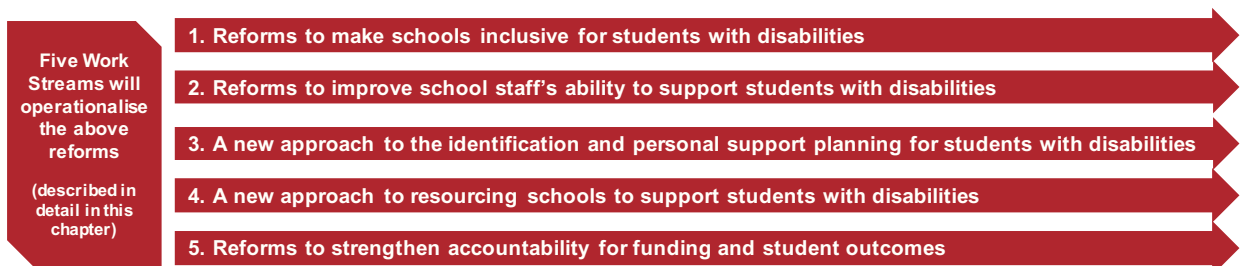 Five Work
Streams will
operationalise
the above
reforms
(described in
detail in this
chapter)
1. Reforms to make schools inclusive for students with disabilities
2. Reforms to improve school staff's ability to support students with disabilities
3. A new approach to the identification and personal support planning for students with disabilities
4. A new approach to resourcing schools to support students with disabilities
5. Reforms to strengthen accountability for funding and student outcomes